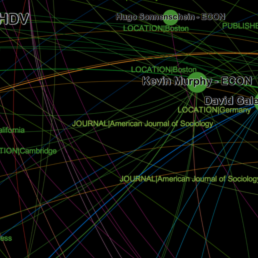 HDV
Hugo Sonnenschein - ECON
LOCATION|Boston
PUBLISHE
LOCATION|Boston
Kevin Murphy - ECON
David Gale
LOCATION|Germany
JOURNAL|American Journal of Sociology
alifornia
TION|Cambridge
JOURNAL|American Journal of Sociology
ess